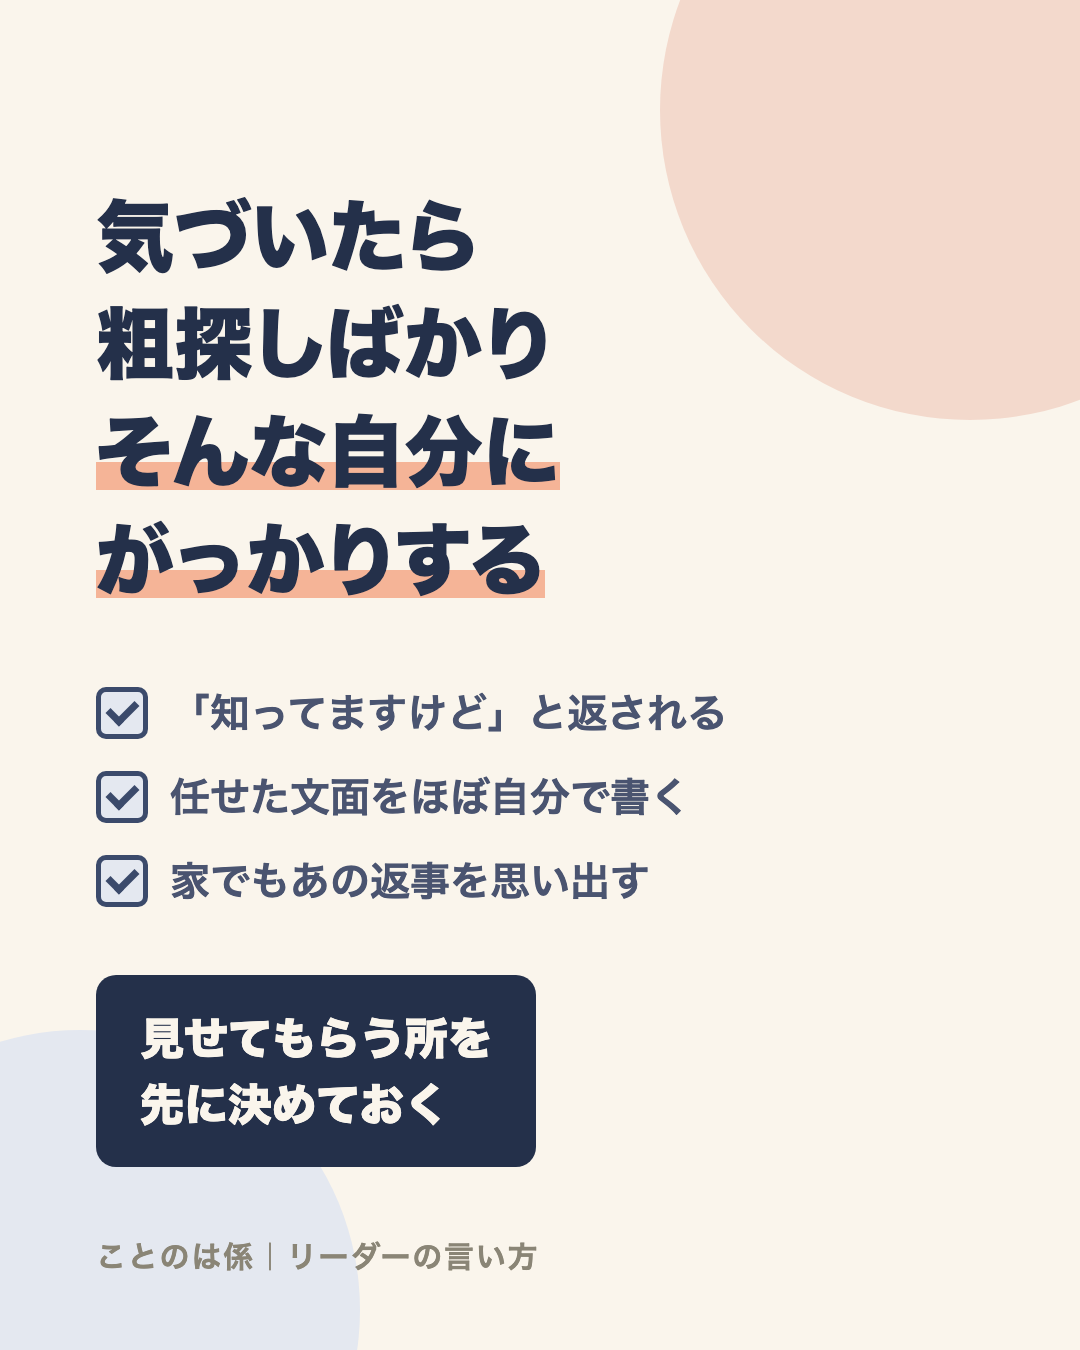 気づいたら
粗探しばかり
そんな自分に
がっかりする
「知ってますけど」と返される
任せた文面をほぼ自分で書く
家でもあの返事を思い出す
見せてもらう所を
先に決めておく
ことのは係｜リーダーの言い方